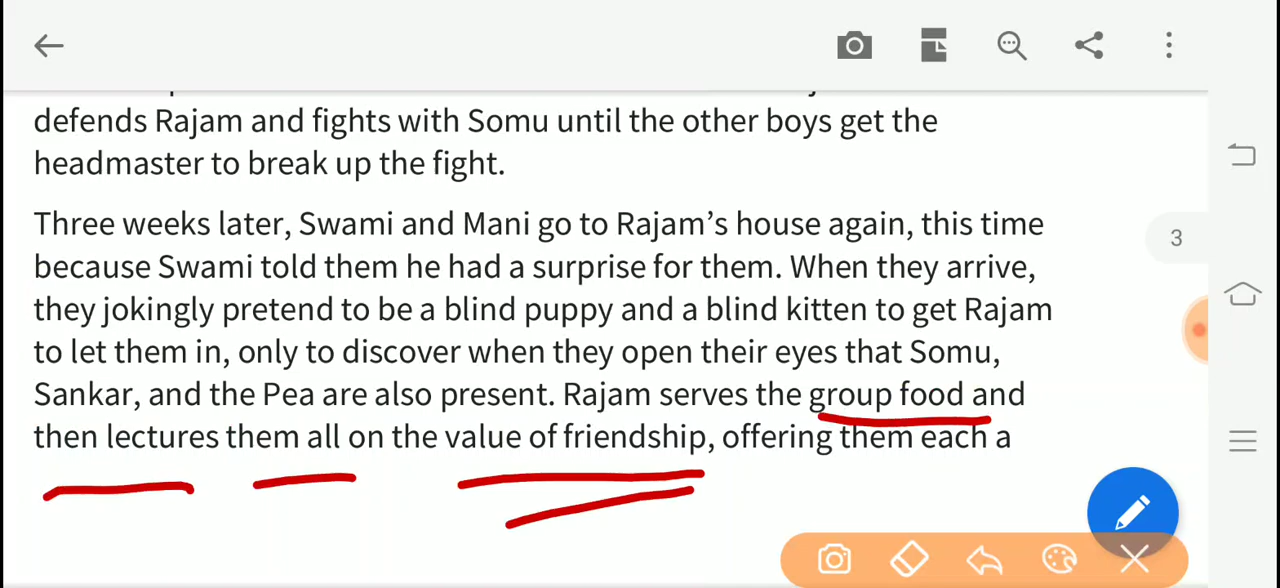 defends Rajam and fights with Somu until the other boys get the
headmaster to break up the fight.
Three weeks later, Swami and Mani go to Rajam’s house again, this time
because Swami told them he had a surprise for them. When they arrive,
they jokingly pretend to be a blind puppy and a blind kitten to get Rajam
to let them in, only to discover when they open their eyes that Somu,
Sankar, and the Pea are also present. Rajam serves the group food and
then lectures them all on the value of friendship, offering them each a
3